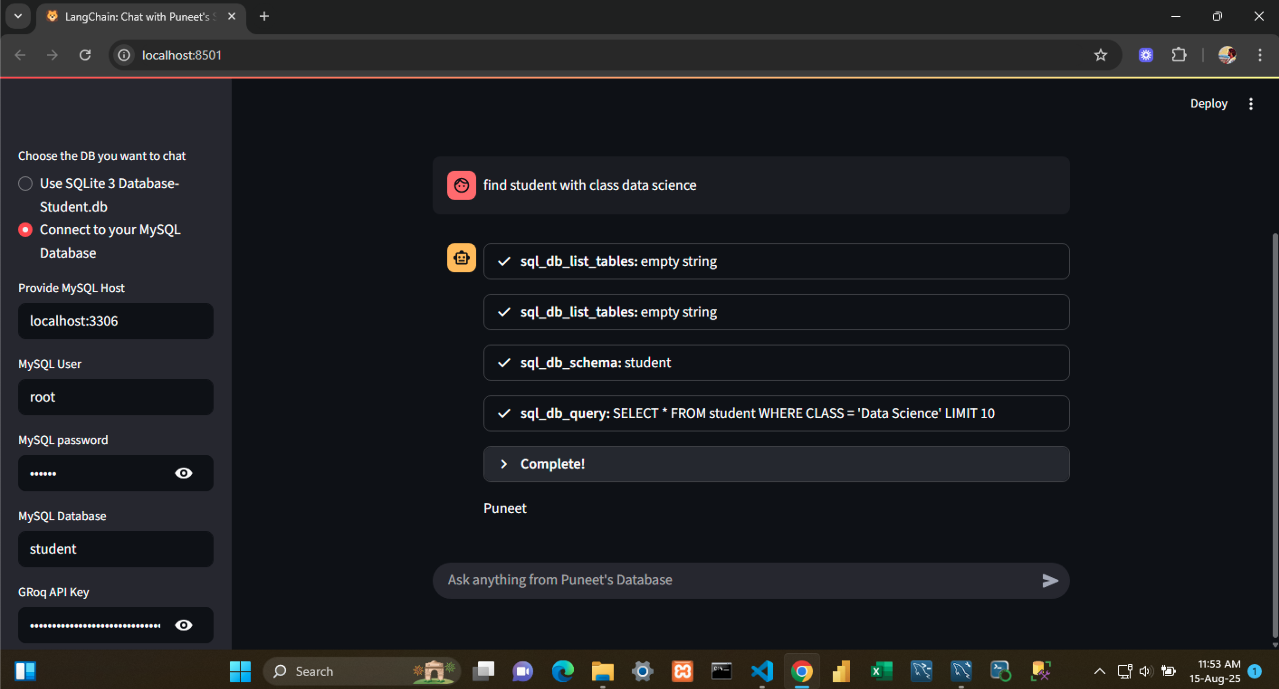 LangChain: Chat with Puneet's S
localhost:8501
Deploy
Choose the DB you want to chat
Use SQLite 3 Database-
Student.db
Connect to your MySQL
Database
Provide MySQL Host
localhost:3306
MySQL User
root
MySQL password
••••••
MySQL Database
student
GRoq API Key
find student with class data science
sql_db_list_tables: empty string
sql_db_list_tables: empty string
sql_db_schema: student
sql_db_query: SELECT * FROM student WHERE CLASS = 'Data Science' LIMIT 10
Complete!
Puneet
Ask anything from Puneet's Database
Search
11:53 AM
15-Aug-25
1